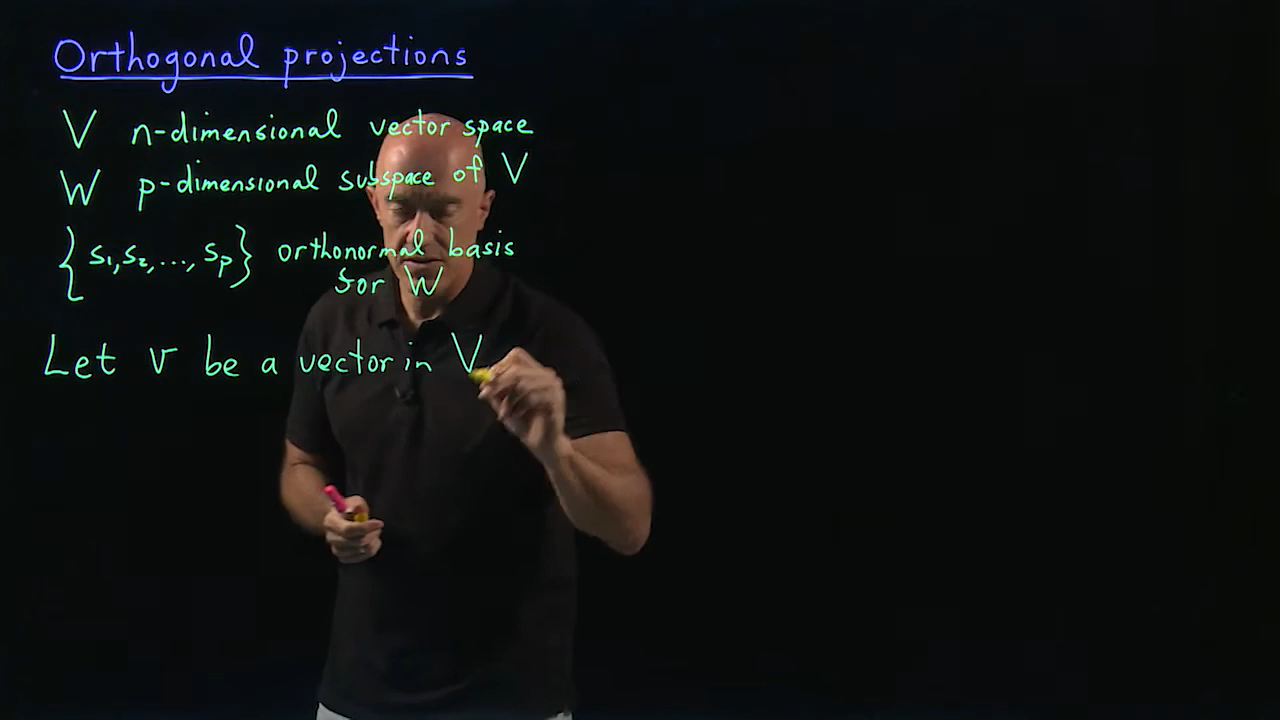 Orthogonal projections
V n-dimensional vector space
W p-dimensional subspace of V
{s₁,s₂,...,sₚ} orthonormal basis
for W
Let v be a vector in V